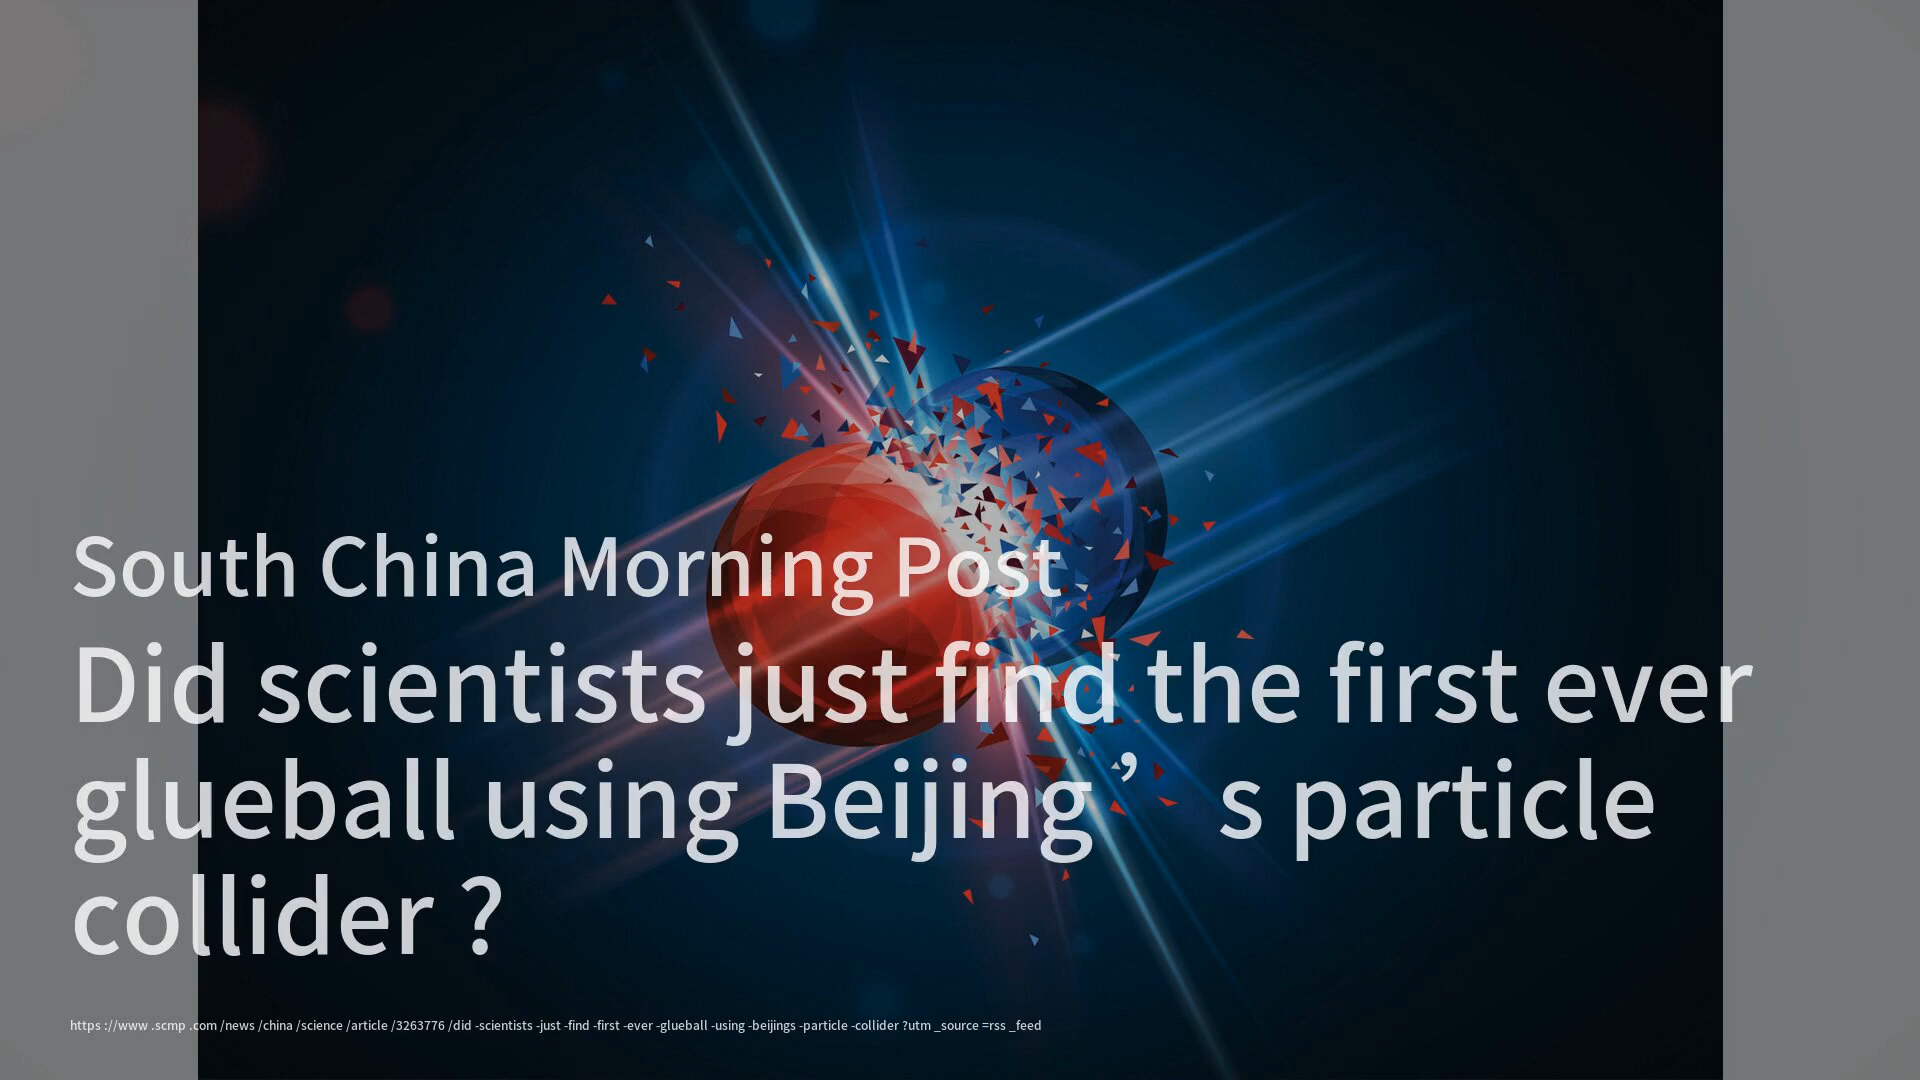 South China Morning Post
Did scientists just find the first ever
glueball using Beijing’s particle
collider ?
https ://www .scmp .com /news /china /science /article /3263776 /did -scientists -just -find -first -ever -glueball -using -beijings -particle -collider ?utm _source =rss _feed